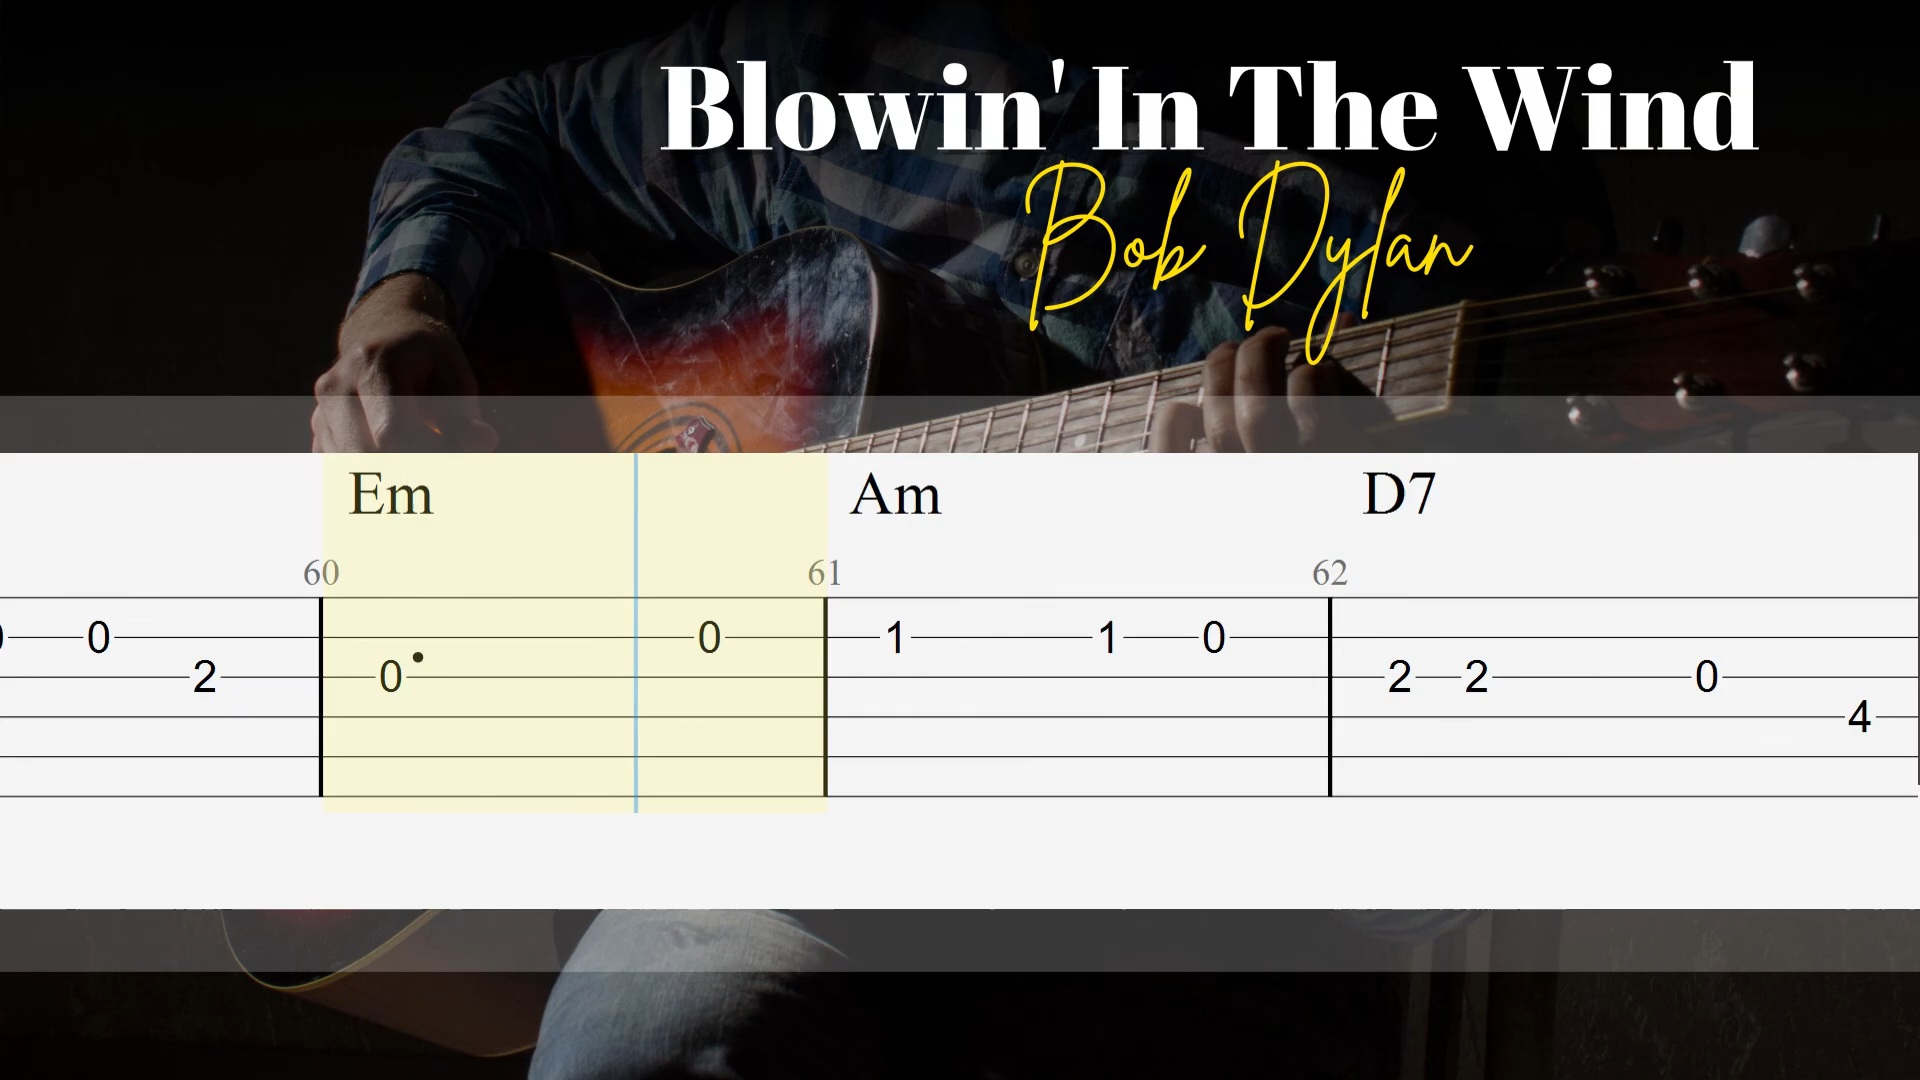 Blowin' In The Wind
Bob Dylan
Em Am D7
60 61 62
0 0 1 1 0
2 0 2 2 0
4